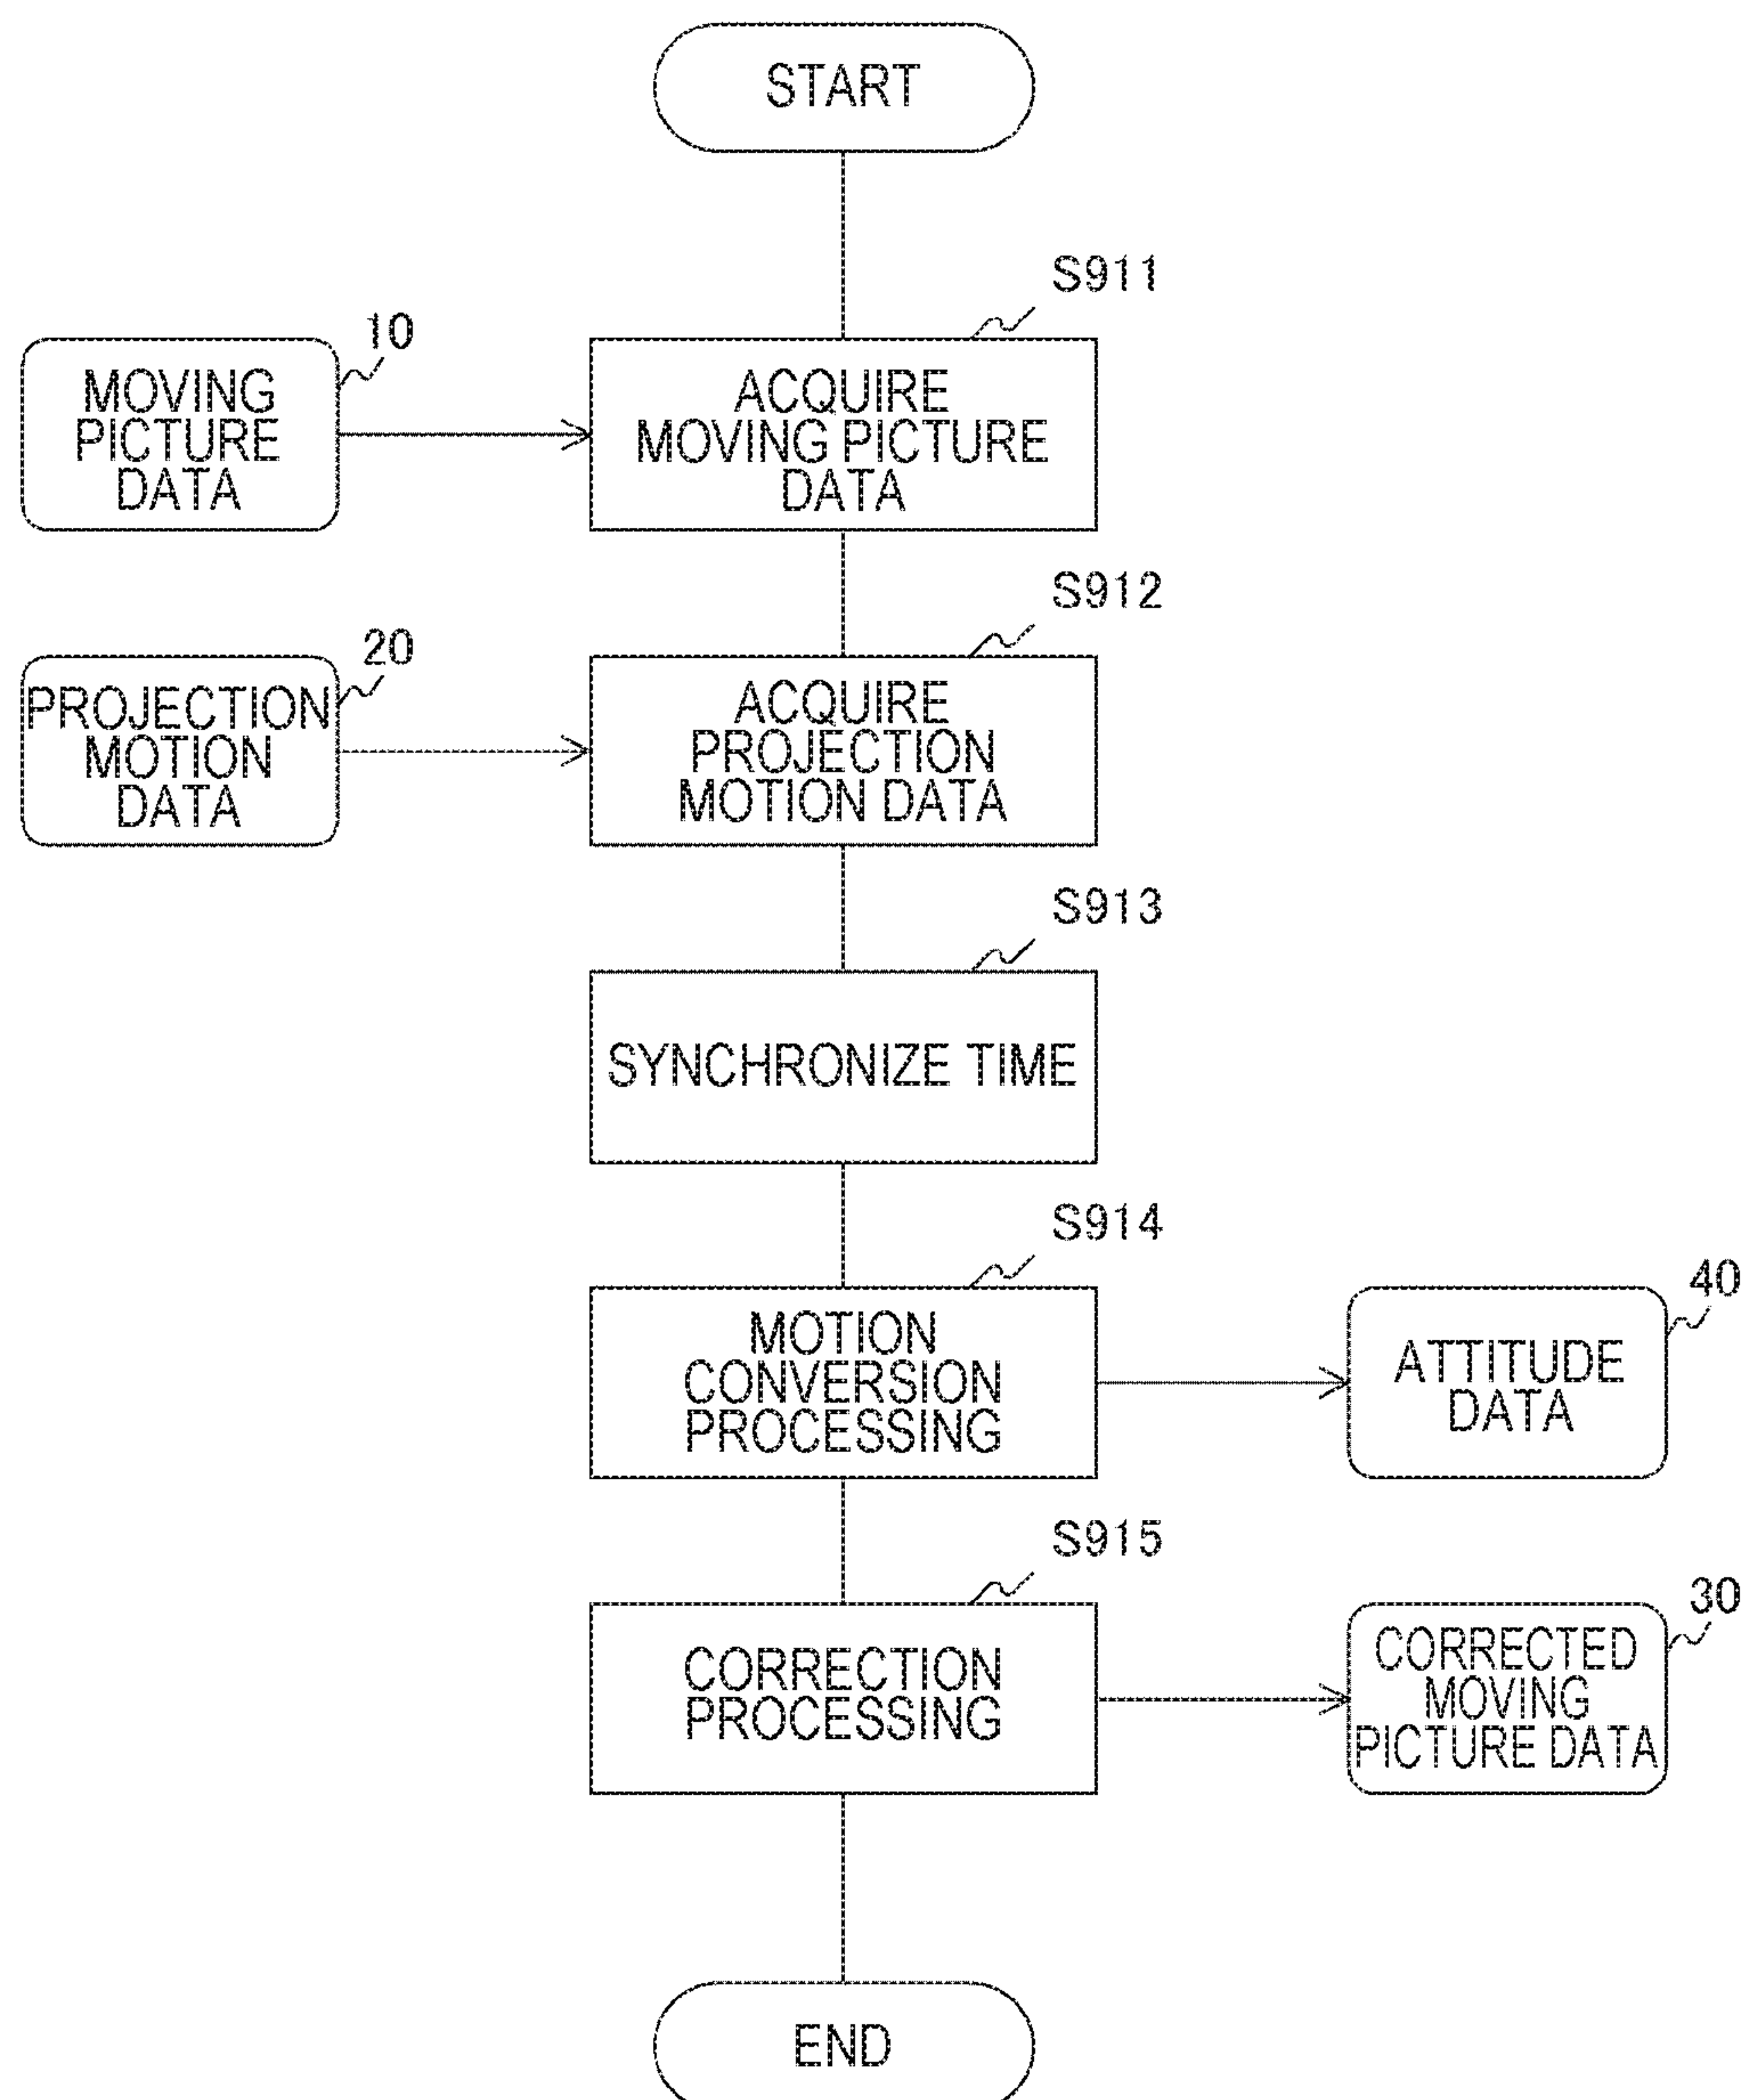 START
S911
10
MOVING
PICTURE
DATA
ACQUIRE
MOVING PICTURE
DATA
S912
20
PROJECTION
MOTION
DATA
ACQUIRE
PROJECTION
MOTION DATA
S913
SYNCHRONIZE TIME
S914
MOTION
CONVERSION
PROCESSING
40
ATTITUDE
DATA
S915
CORRECTION
PROCESSING
30
CORRECTED
MOVING
PICTURE DATA
END